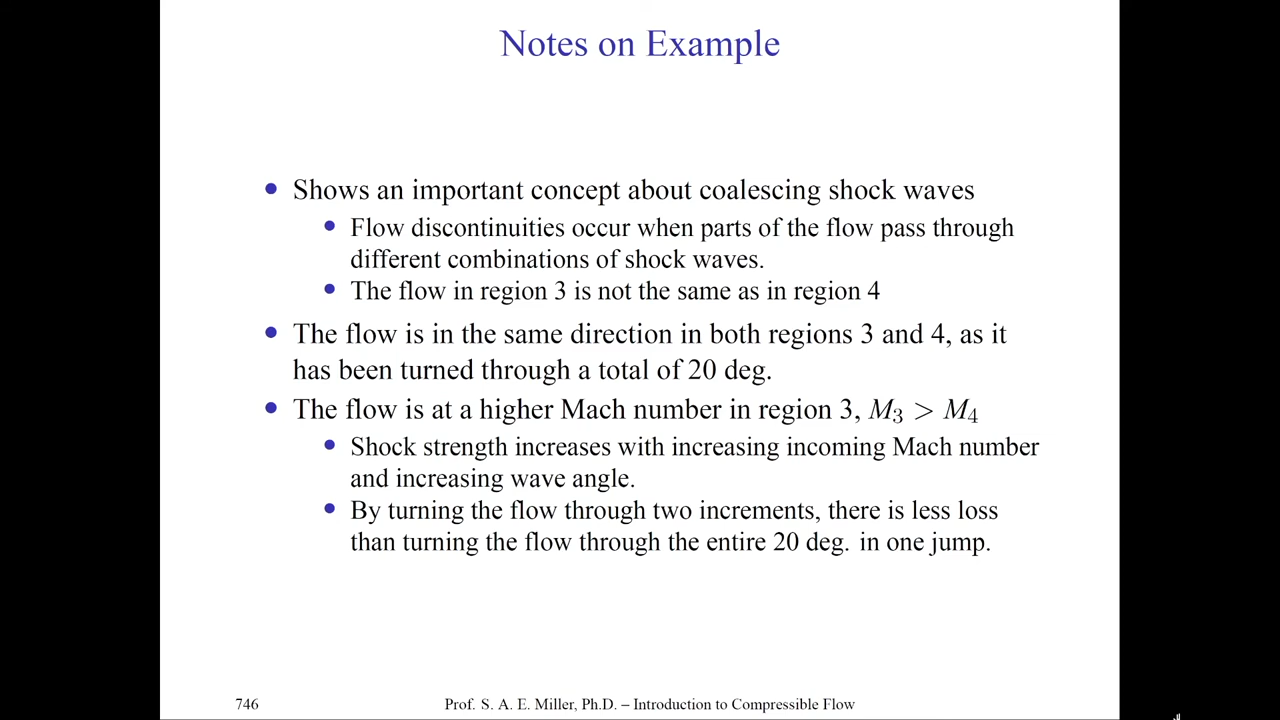 Notes on Example
• Shows an important concept about coalescing shock waves
• Flow discontinuities occur when parts of the flow pass through
different combinations of shock waves.
• The flow in region 3 is not the same as in region 4
• The flow is in the same direction in both regions 3 and 4, as it
has been turned through a total of 20 deg.
• The flow is at a higher Mach number in region 3, M₃ > M₄
• Shock strength increases with increasing incoming Mach number
and increasing wave angle.
• By turning the flow through two increments, there is less loss
than turning the flow through the entire 20 deg. in one jump.
746 Prof. S. A. E. Miller, Ph.D. – Introduction to Compressible Flow